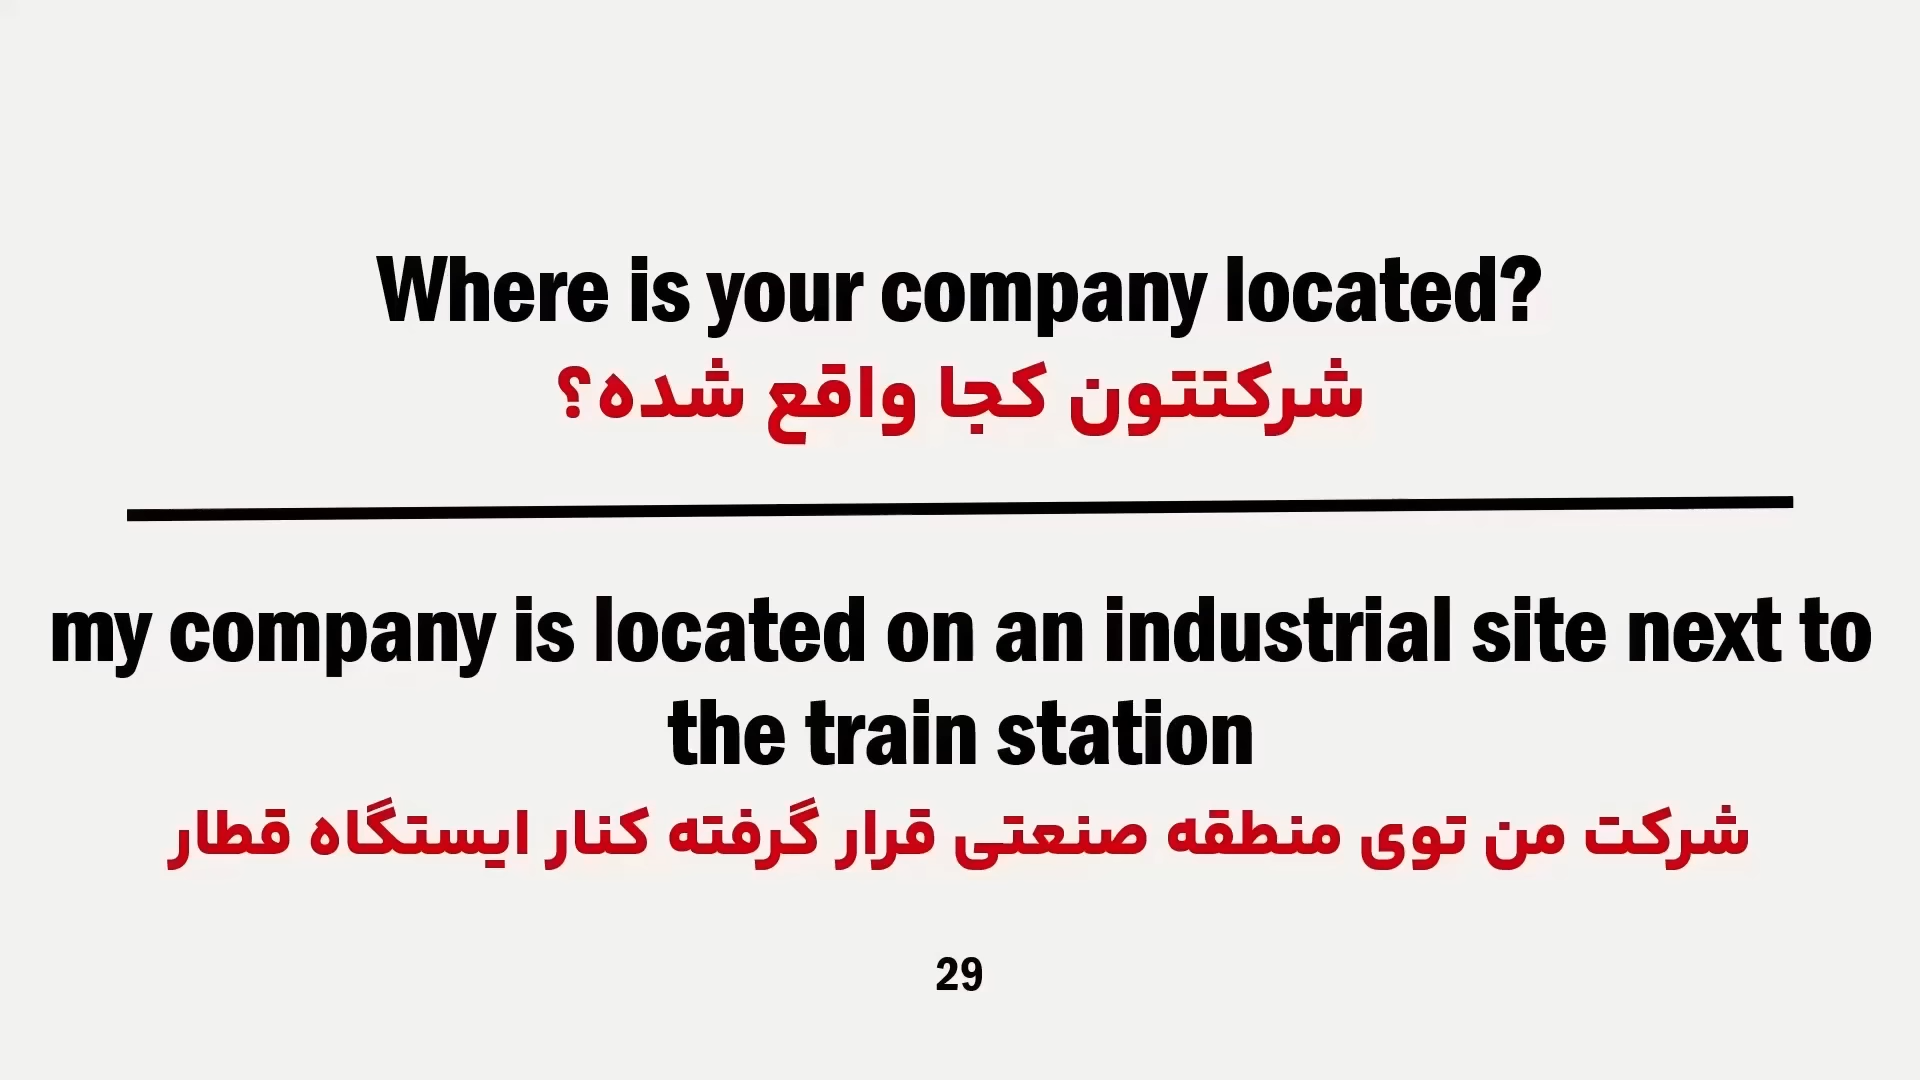 Where is your company located?
شرکتتون کجا واقع شده؟
my company is located on an industrial site next to
the train station
شرکت من توی منطقه صنعتی قرار گرفته کنار ایستگاه قطار
29